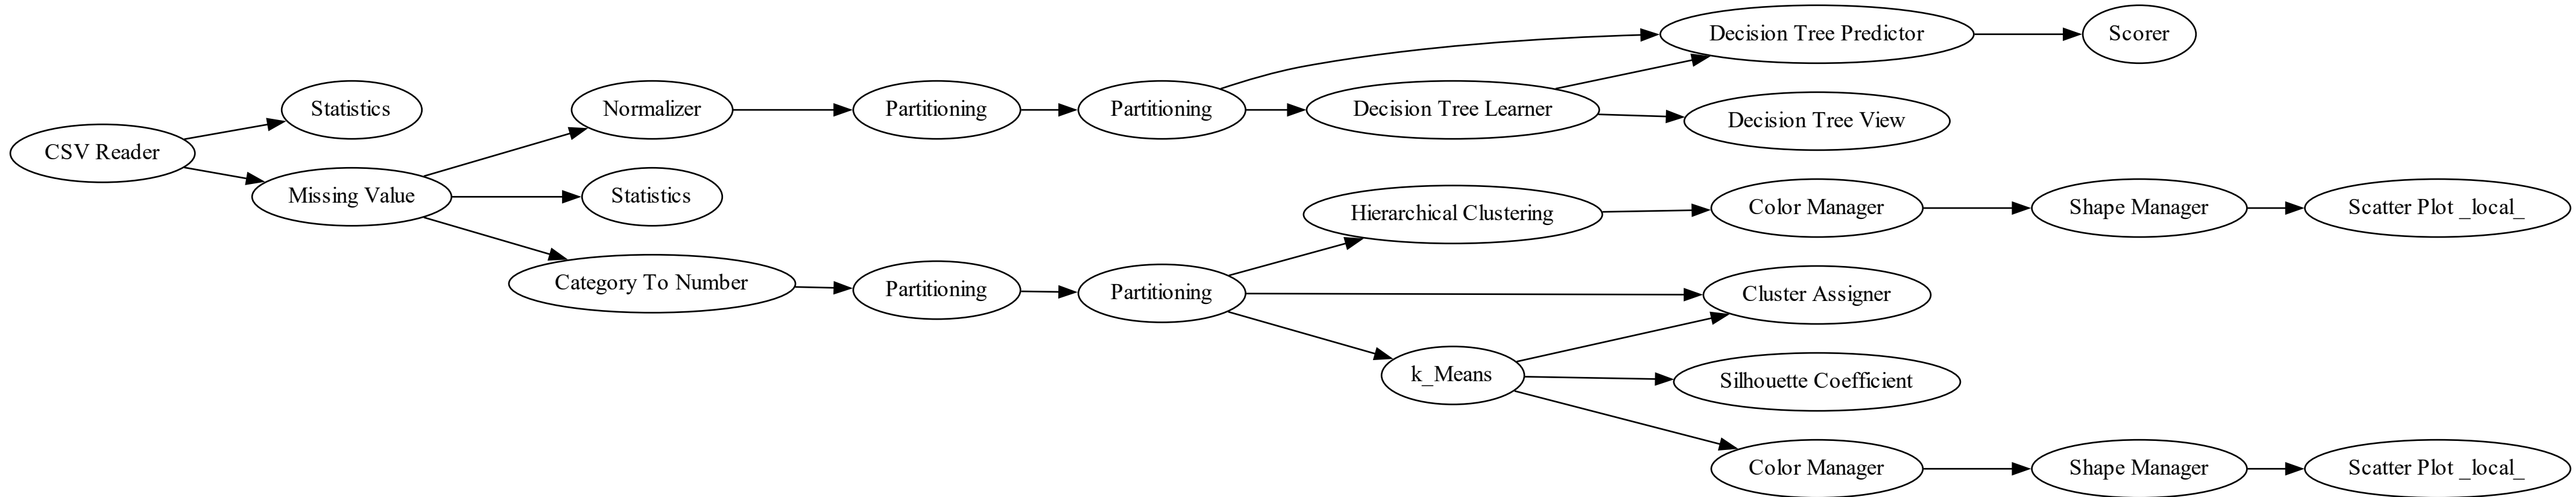 Decision Tree Predictor
Scorer
Statistics
Normalizer
Partitioning
Partitioning
Decision Tree Learner
Decision Tree View
CSV Reader
Missing Value
Statistics
Hierarchical Clustering
Color Manager
Shape Manager
Scatter Plot _local_
Category To Number
Partitioning
Partitioning
Cluster Assigner
k_Means
Silhouette Coefficient
Color Manager
Shape Manager
Scatter Plot _local_